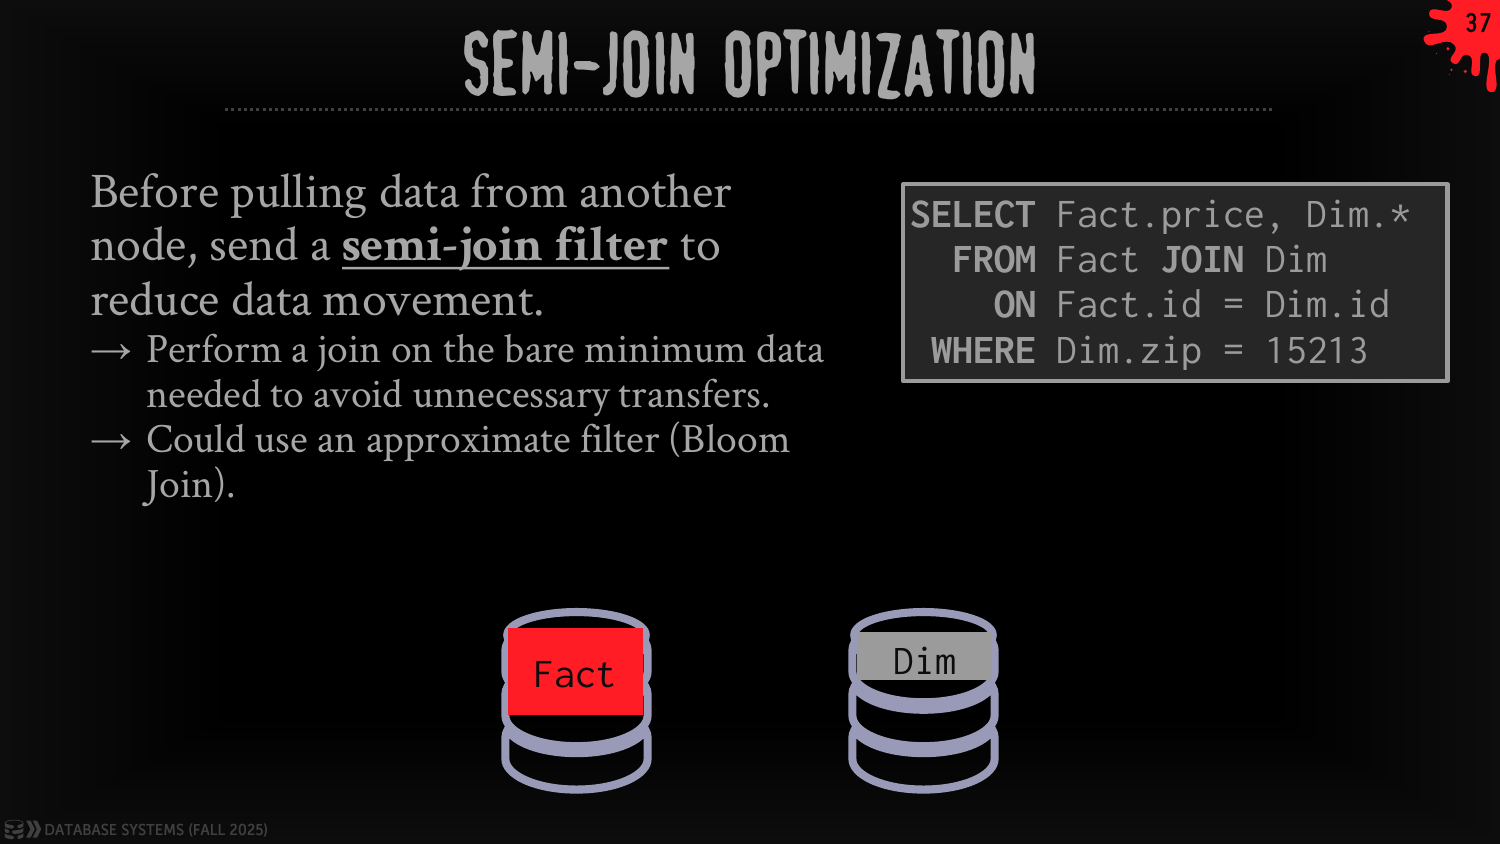 37
SEMI-JOIN OPTIMIZATION
Before pulling data from another
node, send a semi-join filter to
reduce data movement.
→ Perform a join on the bare minimum data
needed to avoid unnecessary transfers.
→ Could use an approximate filter (Bloom
Join).
SELECT Fact.price, Dim.*
FROM Fact JOIN Dim
ON Fact.id = Dim.id
WHERE Dim.zip = 15213
Fact
Dim
DATABASE SYSTEMS (FALL 2025)